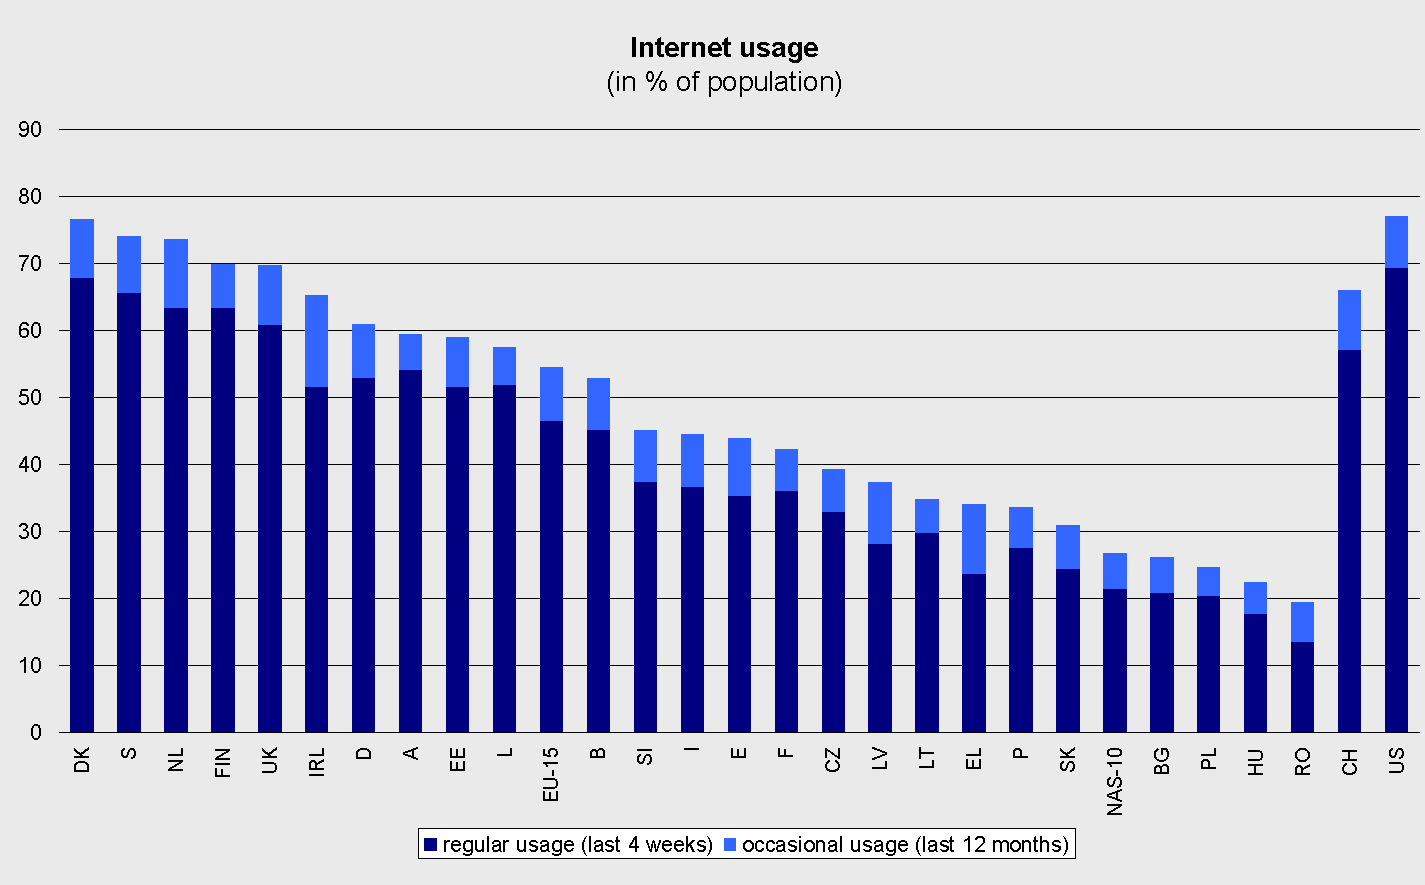 Internet usage
(in % of population)
90
80
70
60
50
40
30
20
10
0
DK S NL FIN UK IRL D A EE L EU-15 B SI I E F CZ LV LT EL P SK NAS-10 BG PL HU RO CH US
regular usage (last 4 weeks) occasional usage (last 12 months)